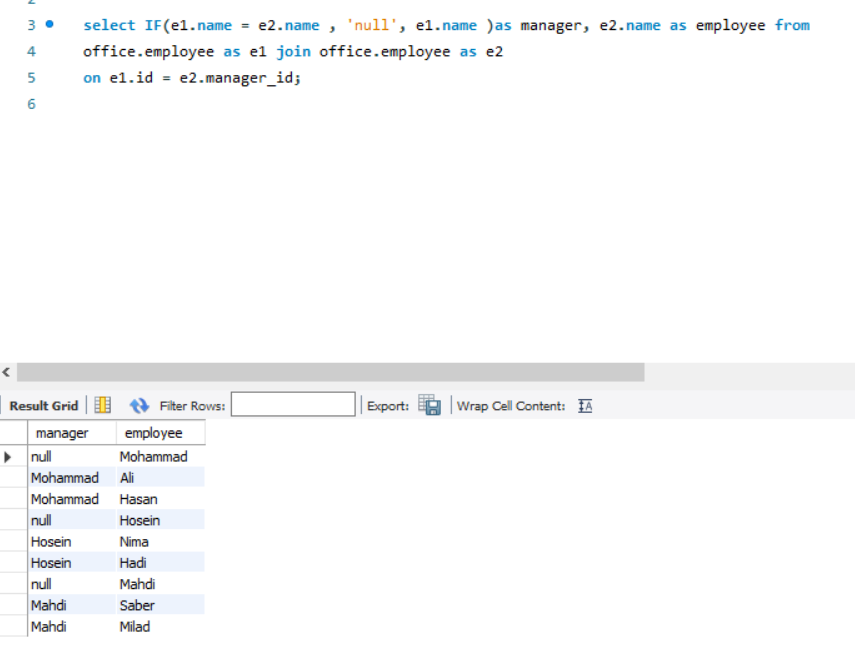 2
3 select IF(e1.name = e2.name , 'null', e1.name )as manager, e2.name as employee from
4 office.employee as e1 join office.employee as e2
5 on e1.id = e2.manager_id;
6
Result Grid Filter Rows: Export: Wrap Cell Content: IA
manager employee
null Mohammad
Mohammad Ali
Mohammad Hasan
null Hosein
Hosein Nima
Hosein Hadi
null Mahdi
Mahdi Saber
Mahdi Milad